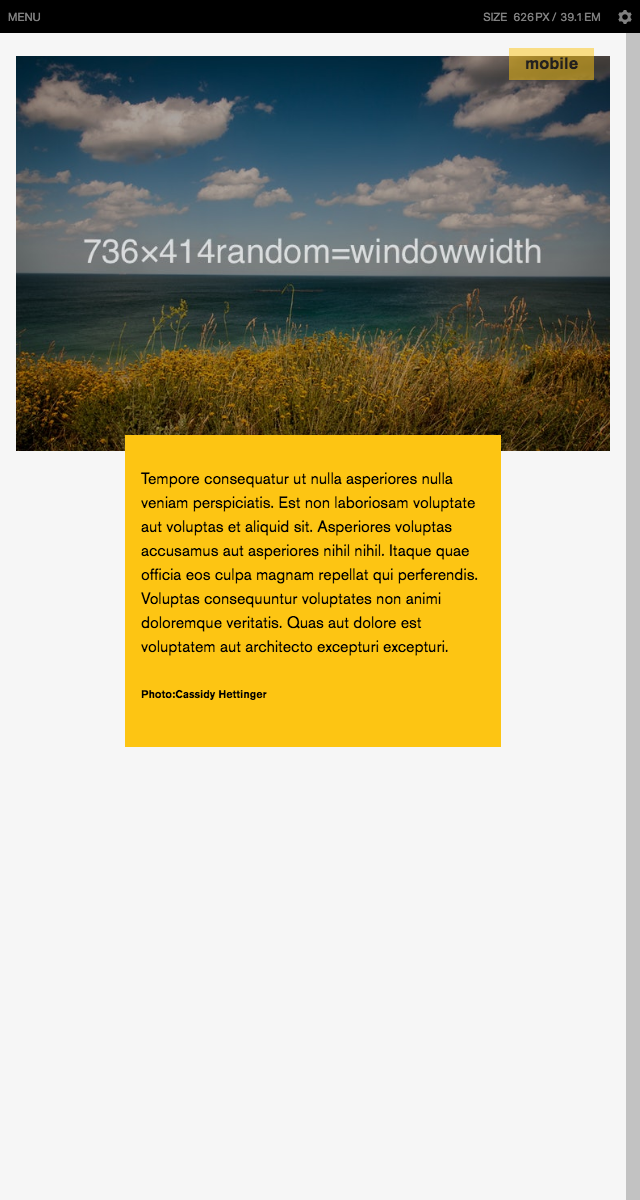 MENU
SIZE 626PX / 39.1EM
mobile
736×414random=windowwidth
Tempore consequatur ut nulla asperiores nulla
veniam perspiciatis. Est non laboriosam voluptate
aut voluptas et aliquid sit. Asperiores voluptas
accusamus aut asperiores nihil nihil. Itaque quae
officia eos culpa magnam repellat qui perferendis.
Voluptas consequuntur voluptates non animi
doloremque veritatis. Quas aut dolore est
voluptatem aut architecto excepturi excepturi.
Photo:Cassidy Hettinger